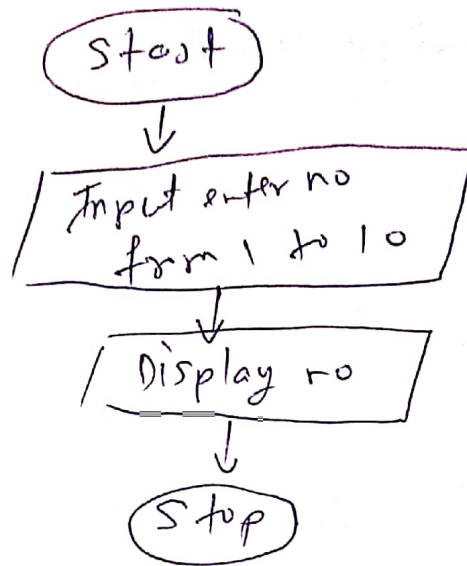 Start
Input enter no
from 1 to 10
Display no
Stop